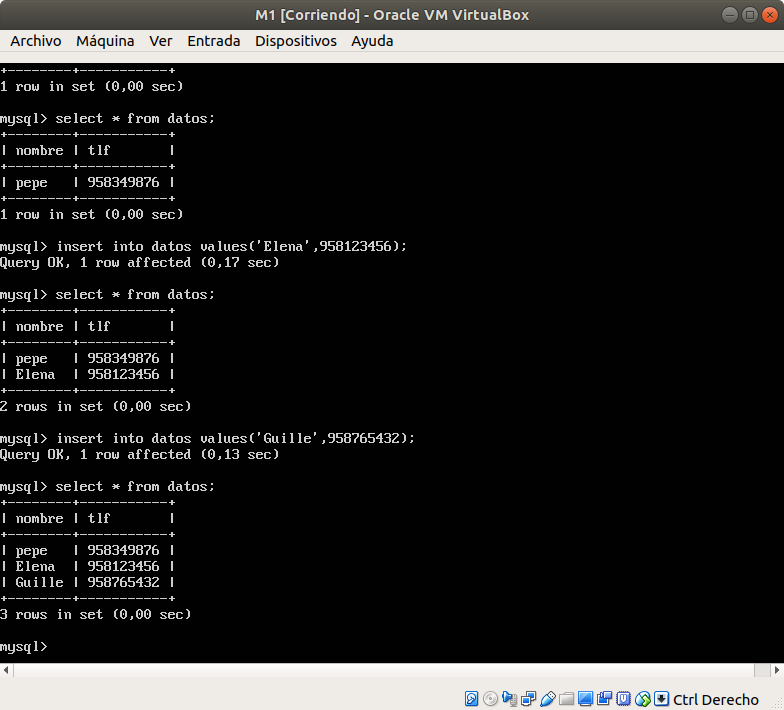 M1 [Corriendo] - Oracle VM VirtualBox
Archivo Máquina Ver Entrada Dispositivos Ayuda
+--------+-----------+
1 row in set (0,00 sec)
mysql> select * from datos;
+--------+-----------+
| nombre | tlf       |
+--------+-----------+
| pepe   | 958349876 |
+--------+-----------+
1 row in set (0,00 sec)
mysql> insert into datos values('Elena',958123456);
Query OK, 1 row affected (0,17 sec)
mysql> select * from datos;
+--------+-----------+
| nombre | tlf       |
+--------+-----------+
| pepe   | 958349876 |
| Elena  | 958123456 |
+--------+-----------+
2 rows in set (0,00 sec)
mysql> insert into datos values('Guille',958765432);
Query OK, 1 row affected (0,13 sec)
mysql> select * from datos;
+--------+-----------+
| nombre | tlf       |
+--------+-----------+
| pepe   | 958349876 |
| Elena  | 958123456 |
| Guille | 958765432 |
+--------+-----------+
3 rows in set (0,00 sec)
mysql>
Ctrl Derecho